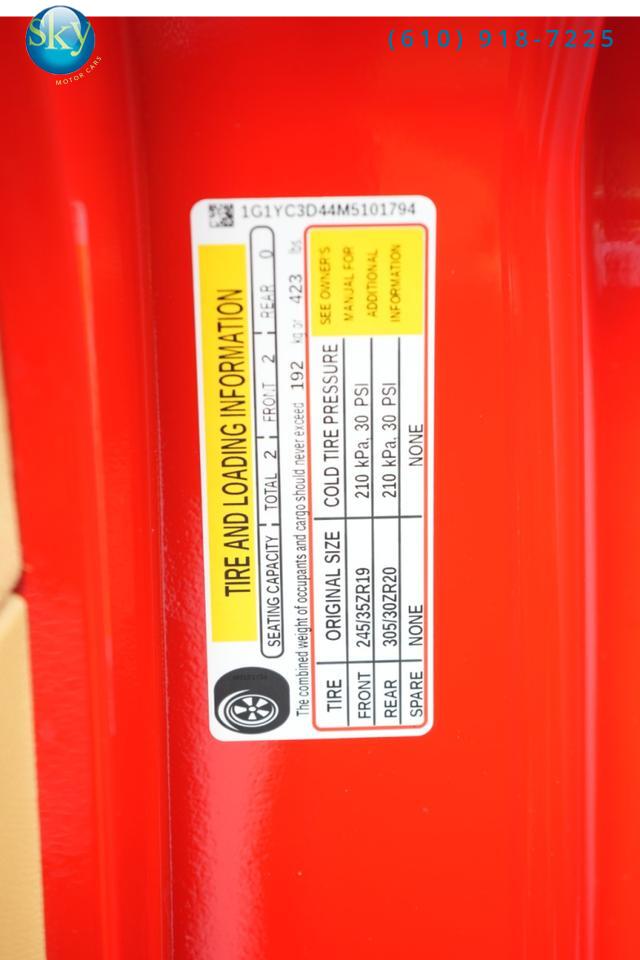 Sky
MOTOR CARS
(610) 918-7225
1G1YC3D44M5101794
TIRE AND LOADING INFORMATION
SEATING CAPACITY TOTAL 2 FRONT 2 REAR 0
The combined weight of occupants and cargo should never exceed 192 kg or 423 lbs
TIRE ORIGINAL SIZE COLD TIRE PRESSURE
FRONT 245/35ZR19 210 kPa, 30 PSI
REAR 305/30ZR20 210 kPa, 30 PSI
SPARE NONE NONE
SEE OWNER'S
MANUAL FOR
ADDITIONAL
INFORMATION